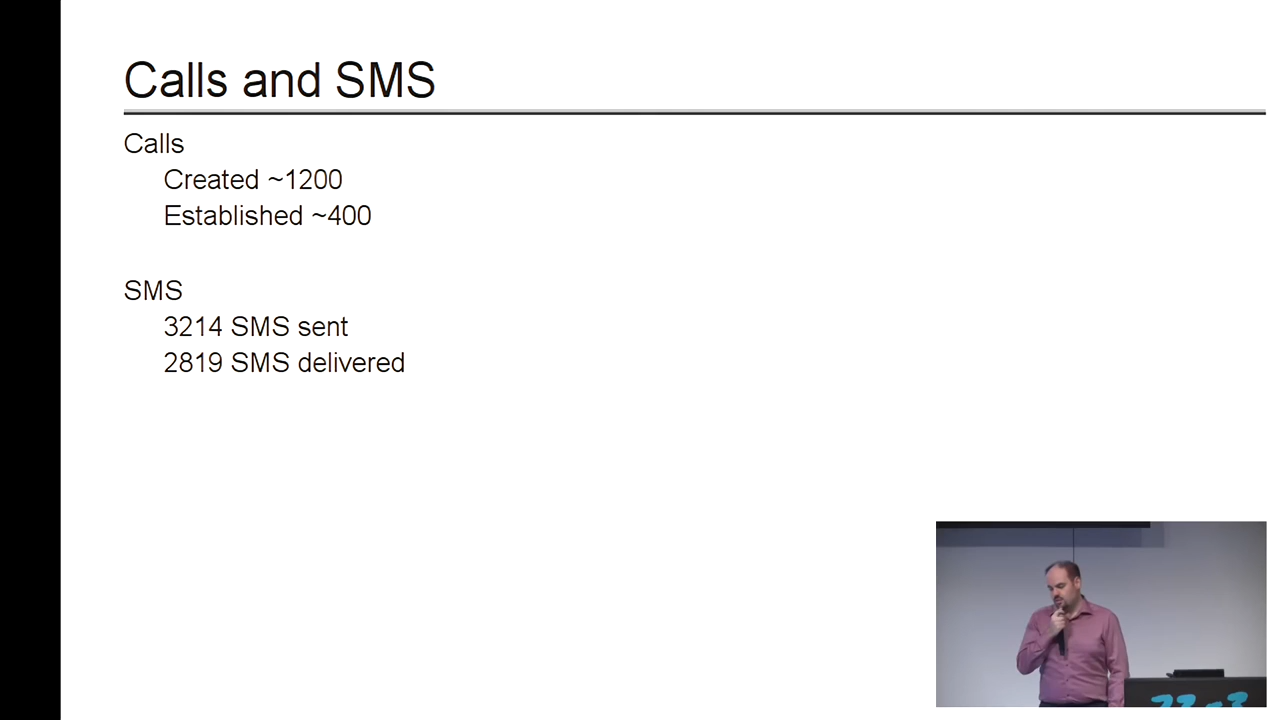 Calls and SMS
Calls
Created ~1200
Established ~400
SMS
3214 SMS sent
2819 SMS delivered